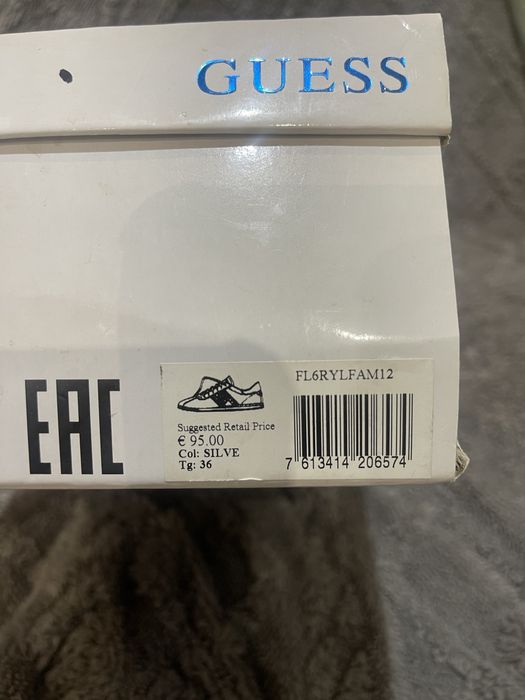 GUESS
EAC
FL6RYLFAM12
Suggested Retail Price
€ 95.00
Col: SILVE
Tg: 36
7 613414 206574